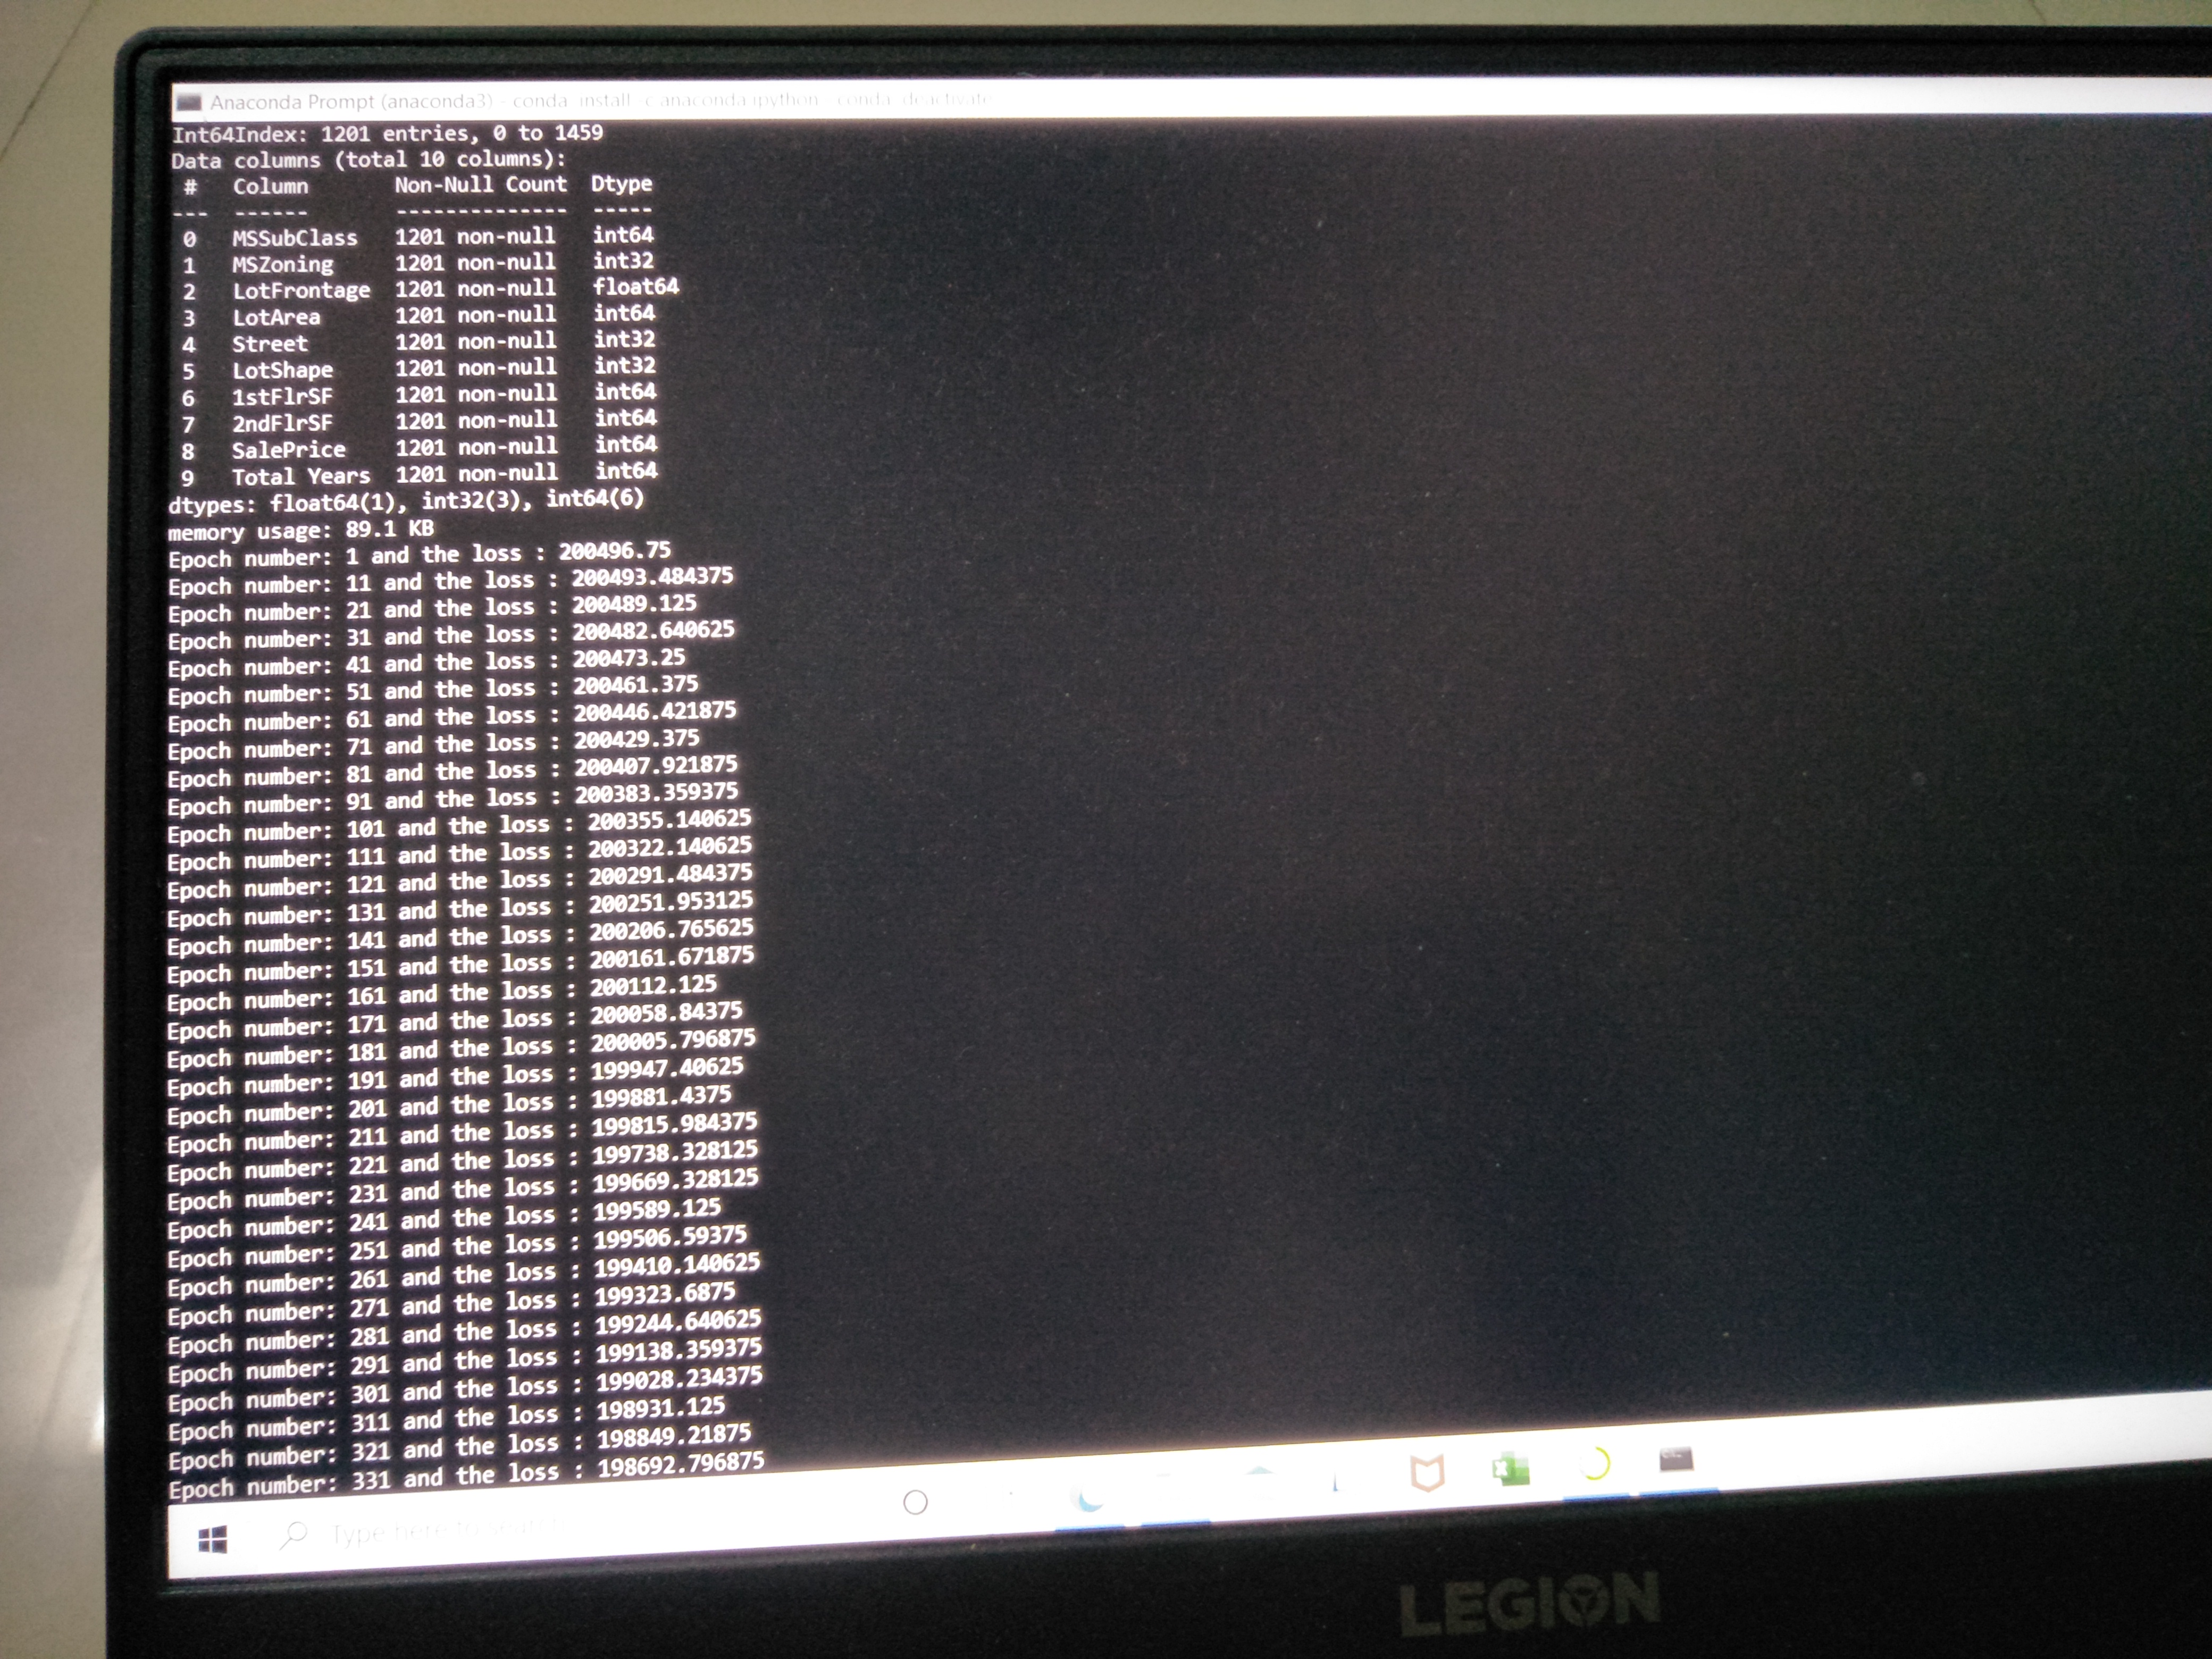 Anaconda Prompt (anaconda3) - conda install -c anaconda ipython - conda deactivate
Int64Index: 1201 entries, 0 to 1459
Data columns (total 10 columns):
# Column Non-Null Count Dtype
--- ------ -------------- -----
0 MSSubClass 1201 non-null int64
1 MSZoning 1201 non-null int32
2 LotFrontage 1201 non-null float64
3 LotArea 1201 non-null int64
4 Street 1201 non-null int32
5 LotShape 1201 non-null int32
6 1stFlrSF 1201 non-null int64
7 2ndFlrSF 1201 non-null int64
8 SalePrice 1201 non-null int64
9 Total Years 1201 non-null int64
dtypes: float64(1), int32(3), int64(6)
memory usage: 89.1 KB
Epoch number: 1 and the loss : 200496.75
Epoch number: 11 and the loss : 200493.484375
Epoch number: 21 and the loss : 200489.125
Epoch number: 31 and the loss : 200482.640625
Epoch number: 41 and the loss : 200473.25
Epoch number: 51 and the loss : 200461.375
Epoch number: 61 and the loss : 200446.421875
Epoch number: 71 and the loss : 200429.375
Epoch number: 81 and the loss : 200407.921875
Epoch number: 91 and the loss : 200383.359375
Epoch number: 101 and the loss : 200355.140625
Epoch number: 111 and the loss : 200322.140625
Epoch number: 121 and the loss : 200291.484375
Epoch number: 131 and the loss : 200251.953125
Epoch number: 141 and the loss : 200206.765625
Epoch number: 151 and the loss : 200161.671875
Epoch number: 161 and the loss : 200112.125
Epoch number: 171 and the loss : 200058.84375
Epoch number: 181 and the loss : 200005.796875
Epoch number: 191 and the loss : 199947.40625
Epoch number: 201 and the loss : 199881.4375
Epoch number: 211 and the loss : 199815.984375
Epoch number: 221 and the loss : 199738.328125
Epoch number: 231 and the loss : 199669.328125
Epoch number: 241 and the loss : 199589.125
Epoch number: 251 and the loss : 199506.59375
Epoch number: 261 and the loss : 199410.140625
Epoch number: 271 and the loss : 199323.6875
Epoch number: 281 and the loss : 199244.640625
Epoch number: 291 and the loss : 199138.359375
Epoch number: 301 and the loss : 199028.234375
Epoch number: 311 and the loss : 198931.125
Epoch number: 321 and the loss : 198849.21875
Epoch number: 331 and the loss : 198692.796875
Type here to search
LEGION